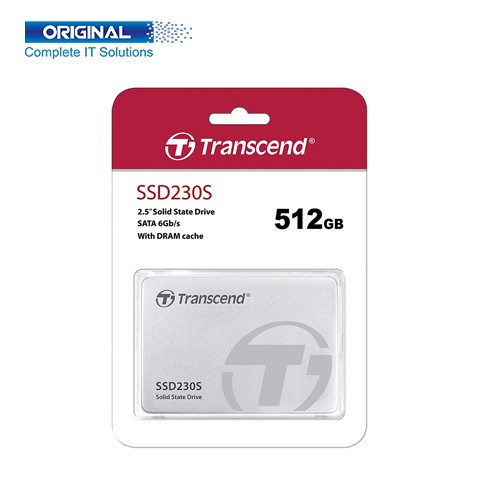 ORIGINAL
Complete IT Solutions
Transcend®
SSD230S
2.5" Solid State Drive
SATA 6Gb/s
With DRAM cache
512GB
Transcend®
SSD230S
Solid State Drive